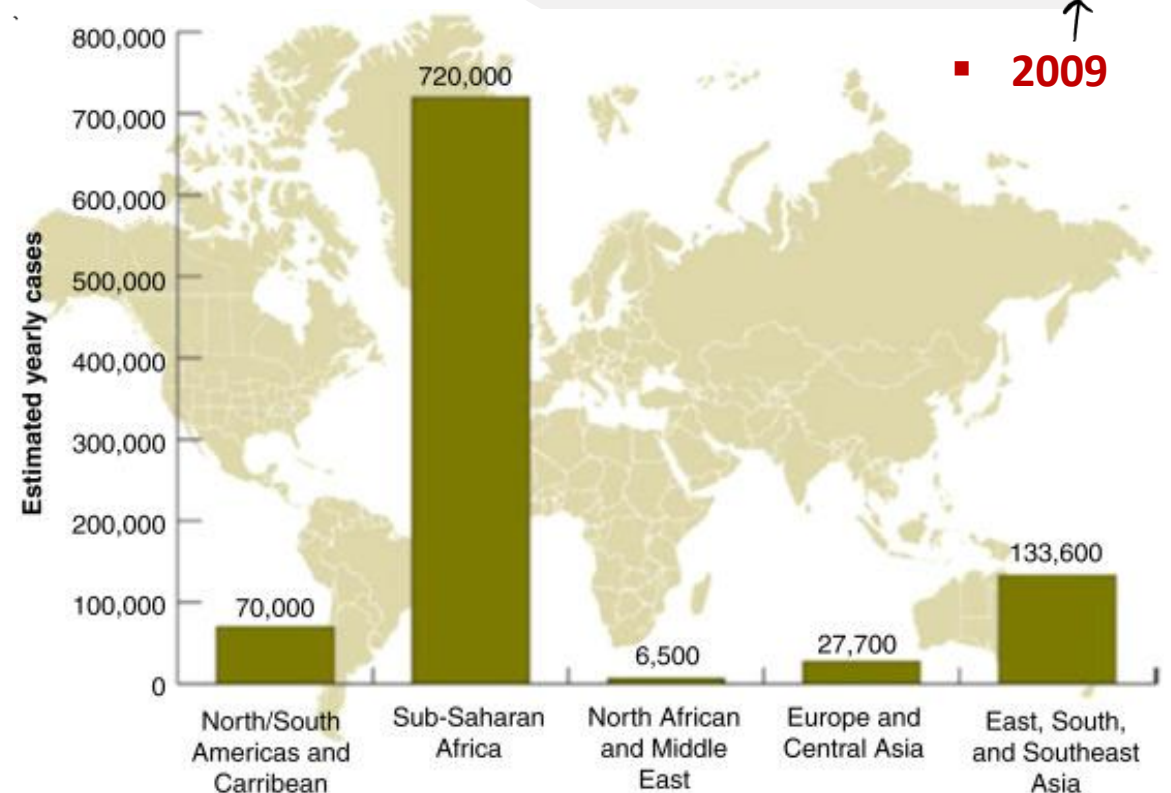 ▪ 2009
Estimated yearly cases
800,000
700,000
600,000
500,000
400,000
300,000
200,000
100,000
0
70,000
720,000
6,500
27,700
133,600
North/South
Americas and
Carribean
Sub-Saharan
Africa
North African
and Middle
East
Europe and
Central Asia
East, South,
and Southeast
Asia